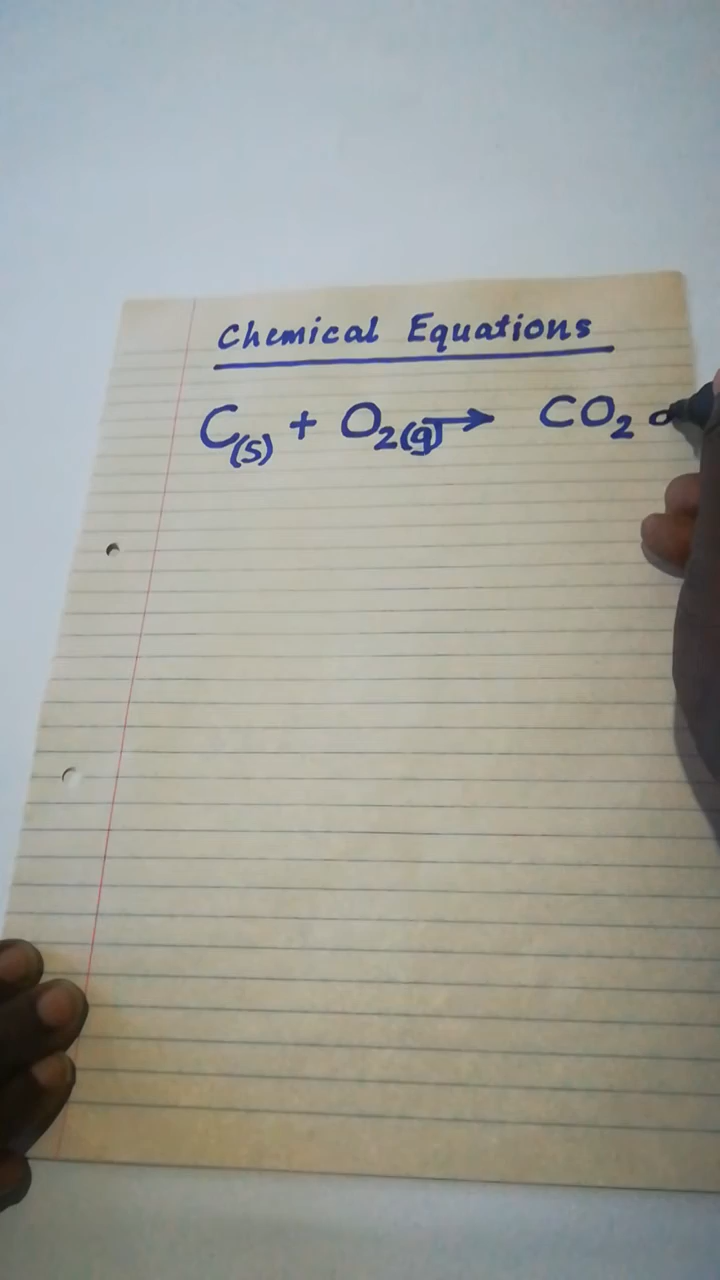 Chemical Equations
C(s) + O2(g) → CO2